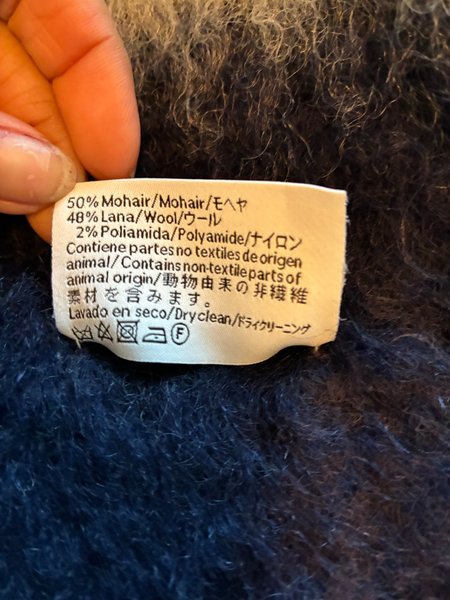 50% Mohair/Mohair/モヘヤ
48% Lana/Wool/ウール
2% Poliamida/Polyamide/ナイロン
Contiene partes no textiles de origen
animal/Contains non-textile parts of
animal origin/動物由来の非繊維
素材を含みます。
Lavado en seco/Dry clean/ドライクリーニング
F